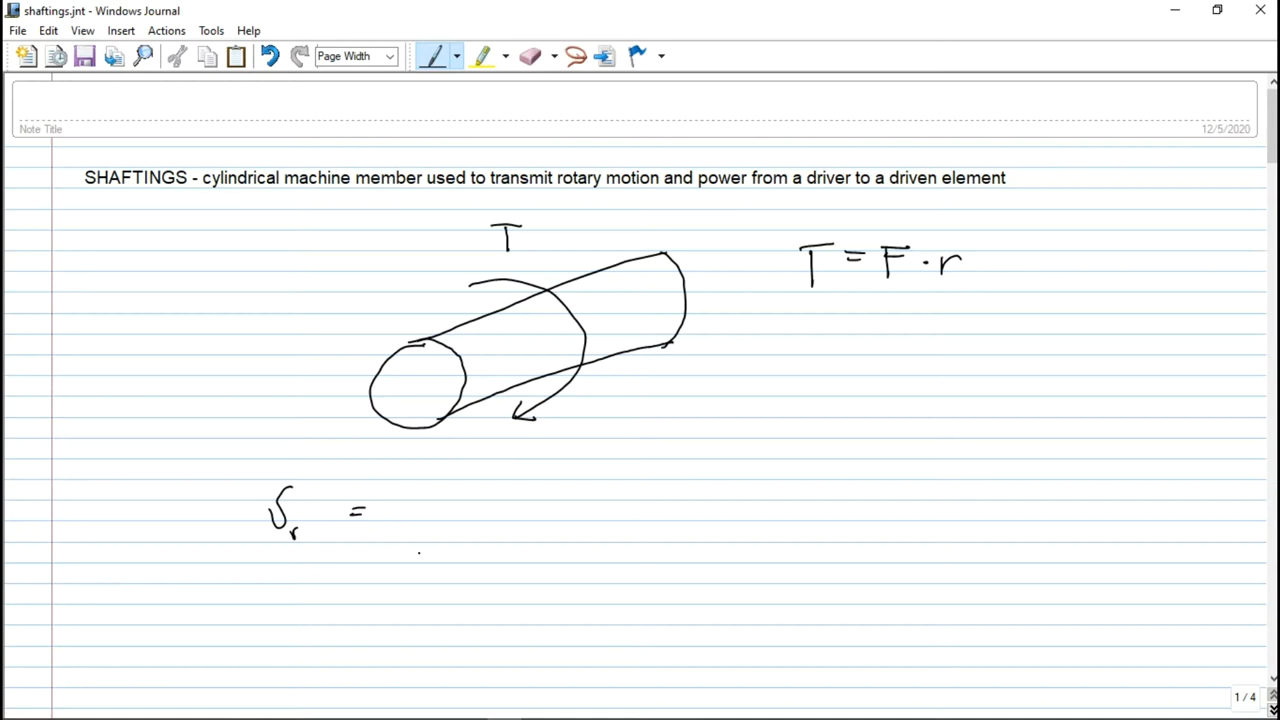 shaftings.jnt - Windows Journal
File Edit View Insert Actions Tools Help
Page Width
Note Title
12/5/2020
SHAFTINGS - cylindrical machine member used to transmit rotary motion and power from a driver to a driven element
T
T = F · r
=
1 / 4